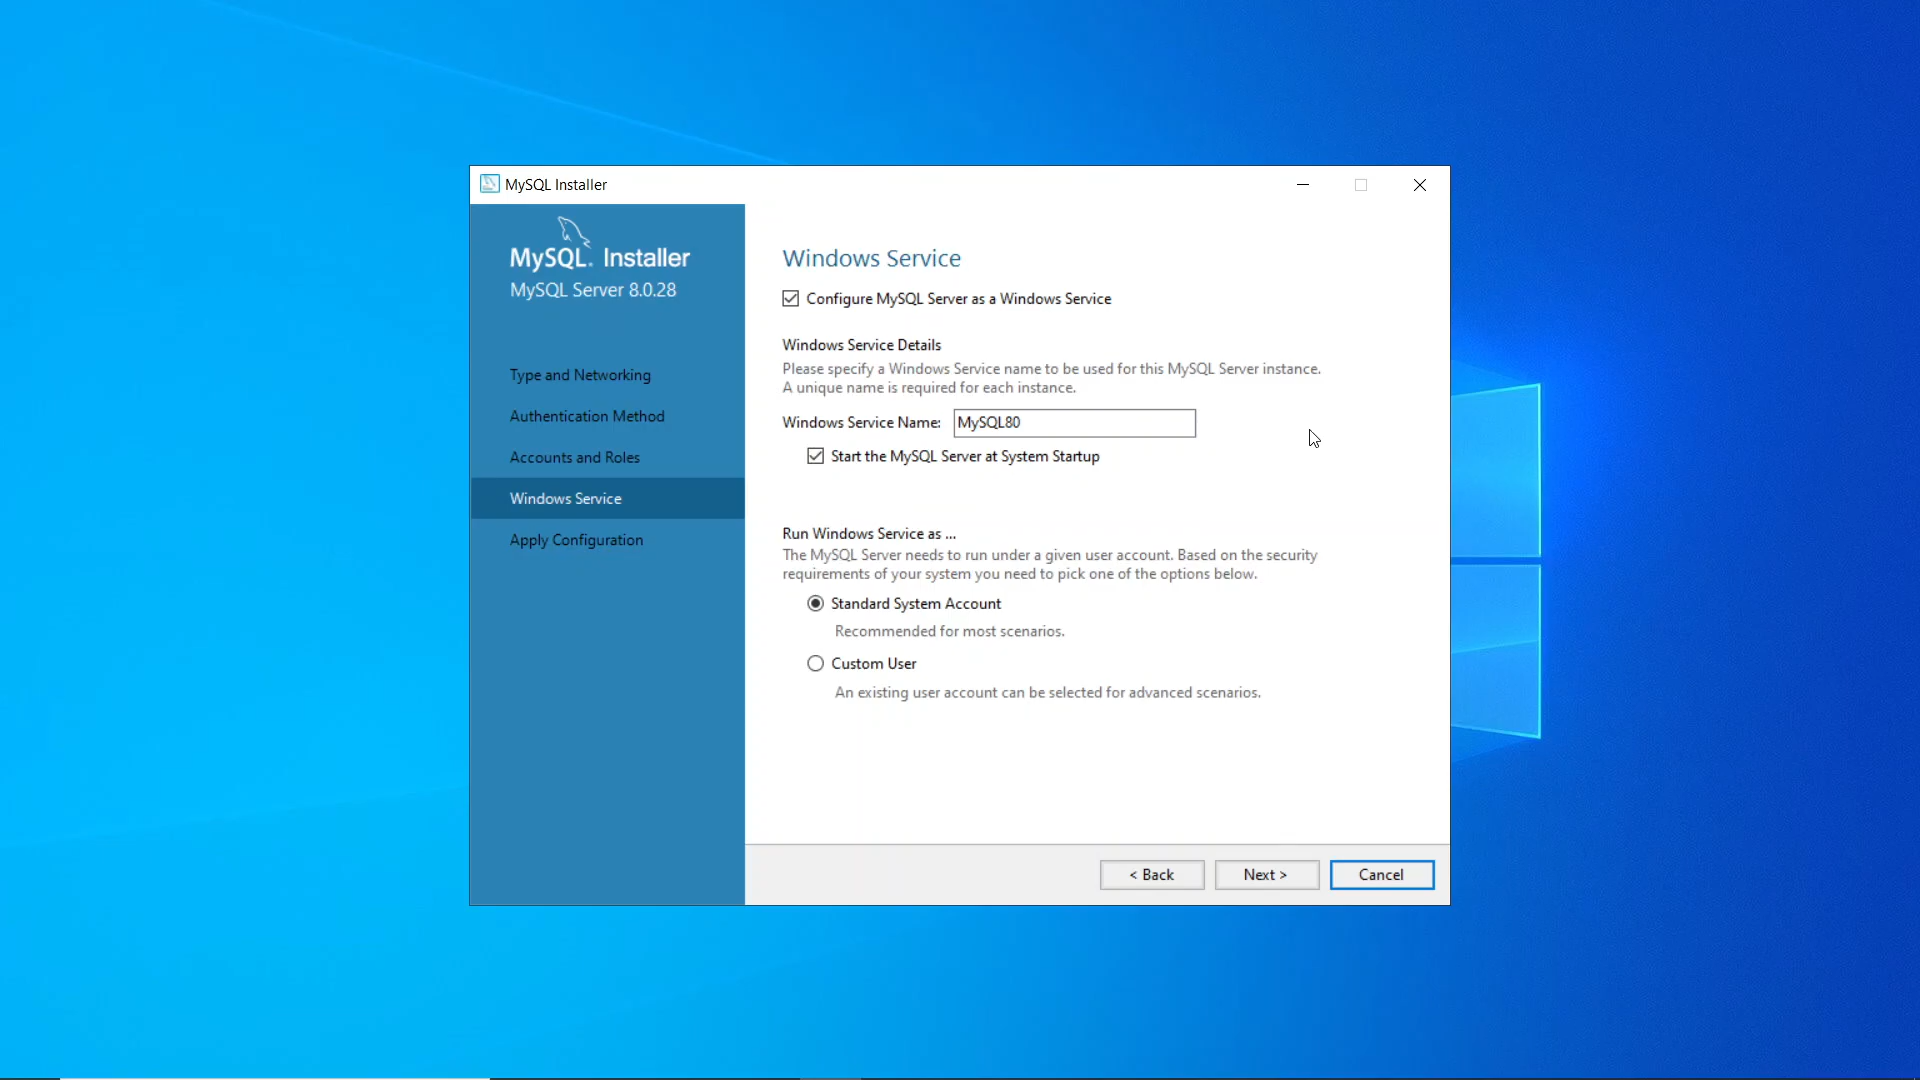 MySQL Installer
MySQL. Installer
MySQL Server 8.0.28
Type and Networking
Authentication Method
Accounts and Roles
Windows Service
Apply Configuration
Windows Service
Configure MySQL Server as a Windows Service
Windows Service Details
Please specify a Windows Service name to be used for this MySQL Server instance.
A unique name is required for each instance.
Windows Service Name: MySQL80
Start the MySQL Server at System Startup
Run Windows Service as ...
The MySQL Server needs to run under a given user account. Based on the security
requirements of your system you need to pick one of the options below.
Standard System Account
Recommended for most scenarios.
Custom User
An existing user account can be selected for advanced scenarios.
< Back Next > Cancel